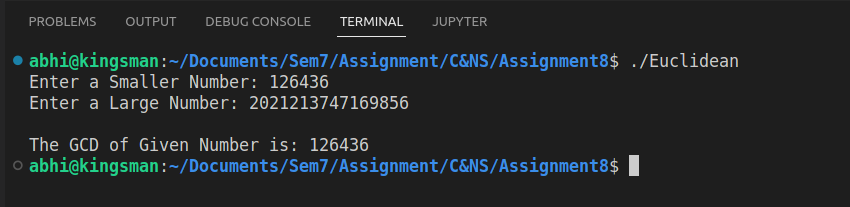 PROBLEMS OUTPUT DEBUG CONSOLE TERMINAL JUPYTER
abhi@kingsman:~/Documents/Sem7/Assignment/C&NS/Assignment8$ ./Euclidean
Enter a Smaller Number: 126436
Enter a Large Number: 2021213747169856
The GCD of Given Number is: 126436
abhi@kingsman:~/Documents/Sem7/Assignment/C&NS/Assignment8$